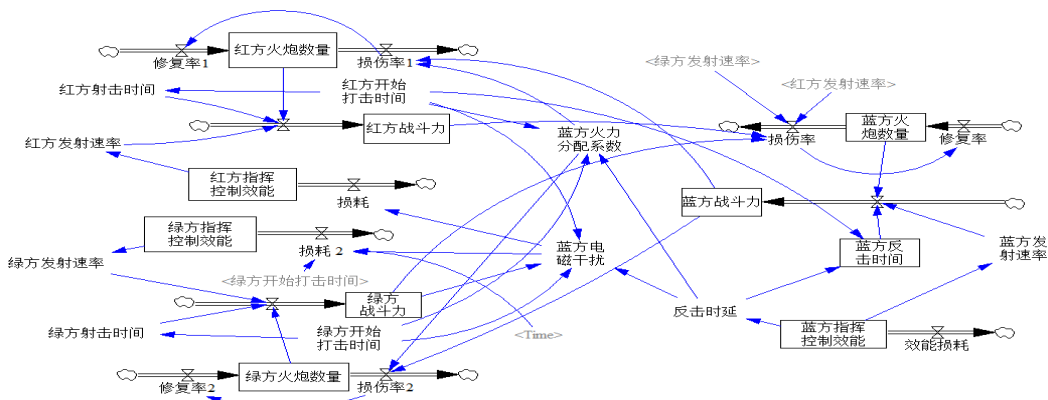 红方火炮数量
修复率1
损伤率1
<绿方发射速率>
<红方发射速率>
红方射击时间
红方开始
打击时间
红方战斗力
蓝方火力
分配系数
损伤率
蓝方火
炮数量
修复率
红方发射速率
红方指挥
控制效能
损耗
蓝方战斗力
绿方指挥
控制效能
损耗 2
蓝方电
磁干扰
蓝方反
击时间
蓝方发
射速率
绿方发射速率
<绿方开始打击时间>
绿方
战斗力
反击时延
绿方射击时间
绿方开始
打击时间
<Time>
蓝方指挥
控制效能
效能损耗
绿方火炮数量
修复率2
损伤率2